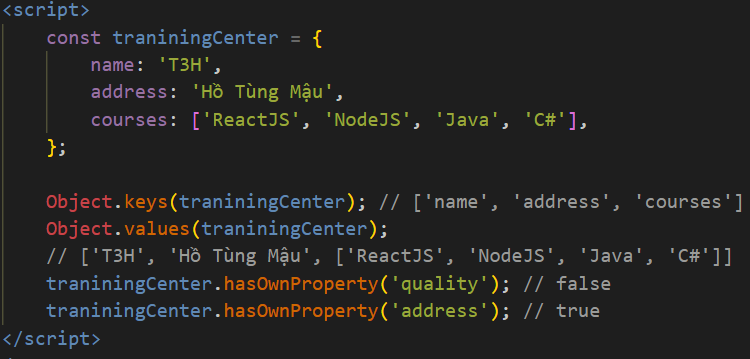 <script>
const traniningCenter = {
name: 'T3H',
address: 'Hồ Tùng Mậu',
courses: ['ReactJS', 'NodeJS', 'Java', 'C#'],
};
Object.keys(traniningCenter); // ['name', 'address', 'courses']
Object.values(traniningCenter);
// ['T3H', 'Hồ Tùng Mậu', ['ReactJS', 'NodeJS', 'Java', 'C#']]
traniningCenter.hasOwnProperty('quality'); // false
traniningCenter.hasOwnProperty('address'); // true
</script>